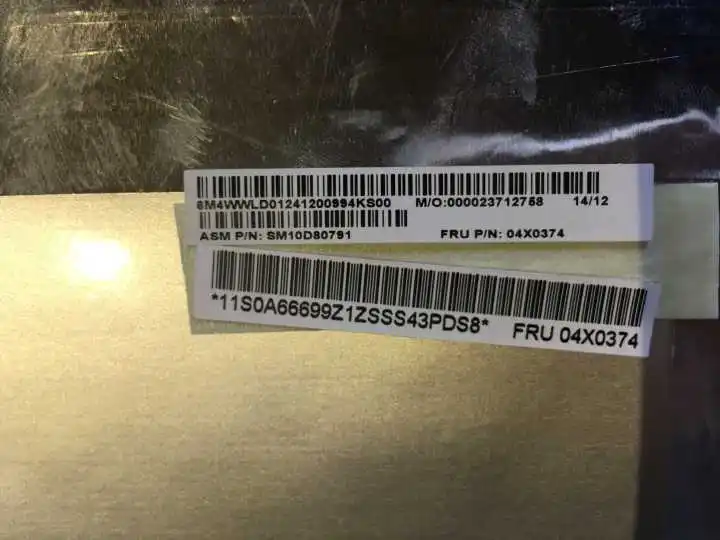 8M4WWLD01241200994KS00 M/O:000023712758 14/12
ASM P/N: SM10D80791 FRU P/N: 04X0374
*11S0A66699Z1ZSSS43PDS8* FRU 04X0374